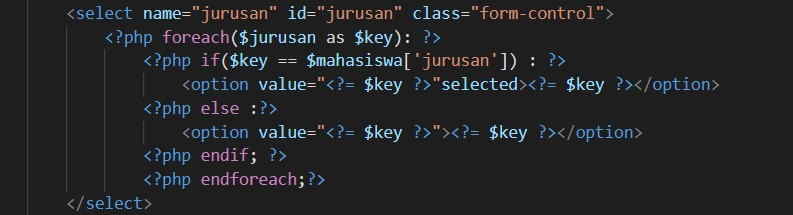 <select name="jurusan" id="jurusan" class="form-control">
<?php foreach($jurusan as $key): ?>
<?php if($key == $mahasiswa['jurusan']) : ?>
<option value="<?= $key ?>"selected><?= $key ?></option>
<?php else :?>
<option value="<?= $key ?>"><?= $key ?></option>
<?php endif; ?>
<?php endforeach;?>
</select>